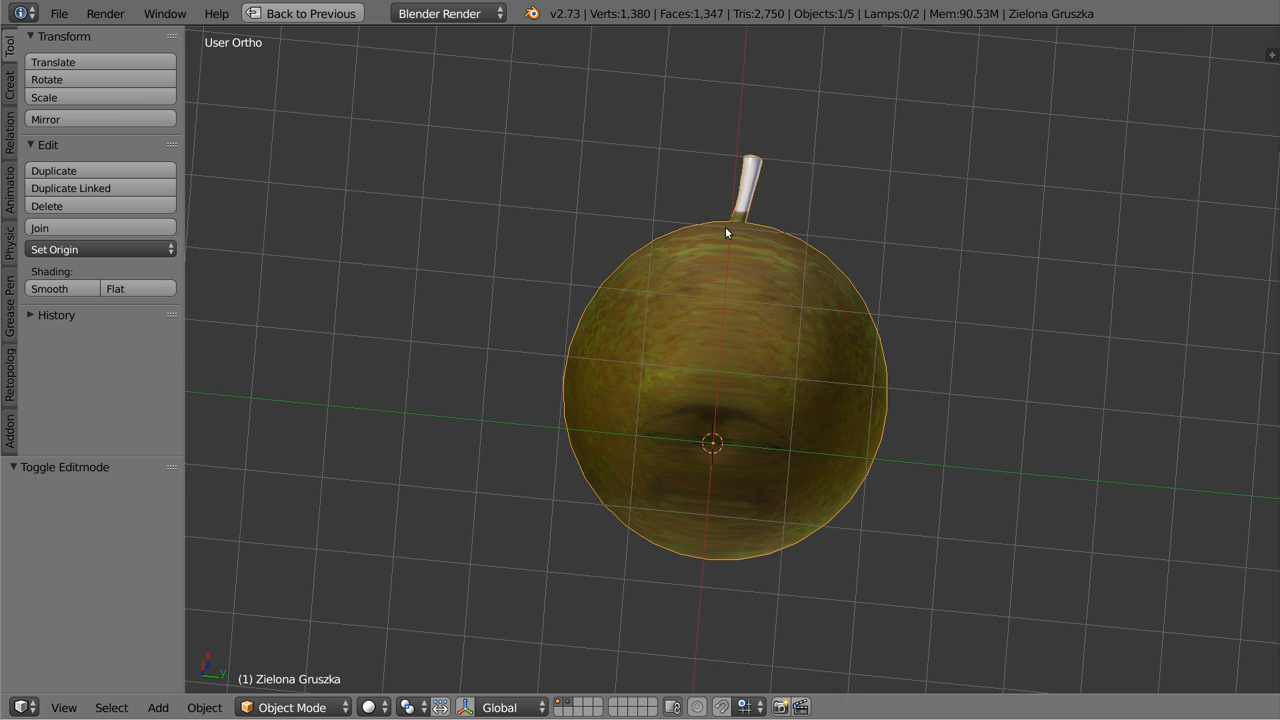 File Render Window Help Back to Previous Blender Render v2.73 | Verts:1,380 | Faces:1,347 | Tris:2,750 | Objects:1/5 | Lamps:0/2 | Mem:90.53M | Zielona Gruszka
Tool
Creat
Relation
Animatio
Physic
Grease Pen
Retopolog
Addon
Transform
Translate
Rotate
Scale
Mirror
Edit
Duplicate
Duplicate Linked
Delete
Join
Set Origin
Shading:
Smooth Flat
History
Toggle Editmode
User Ortho
x
y
(1) Zielona Gruszka
View Select Add Object Object Mode Global